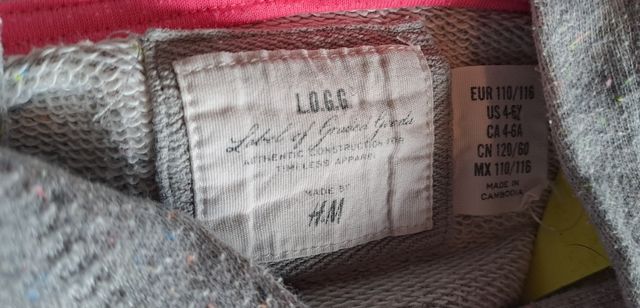 L.O.G.G
Label of Graded Goods
AUTHENTIC CONSTRUCTION FOR
TIMELESS APPAREL
MADE BY
H&M
EUR 110/116
US 4-6Y
CA 4-6A
CN 120/60
MX 110/116
MADE IN
CAMBODIA